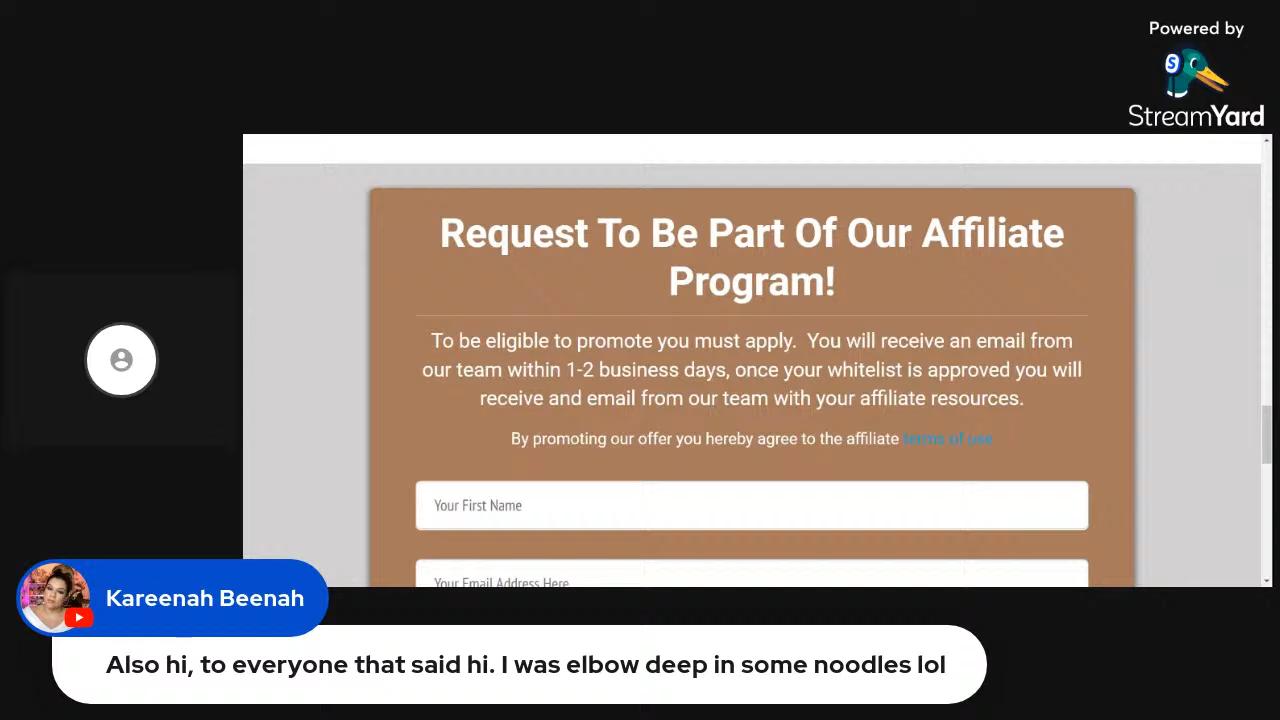 Powered by
StreamYard
Request To Be Part Of Our Affiliate
Program!
To be eligible to promote you must apply.  You will receive an email from
our team within 1-2 business days, once your whitelist is approved you will
receive and email from our team with your affiliate resources.
By promoting our offer you hereby agree to the affiliate terms of use
Your First Name
Your Email Address Here
Kareenah Beenah
Also hi, to everyone that said hi. I was elbow deep in some noodles lol